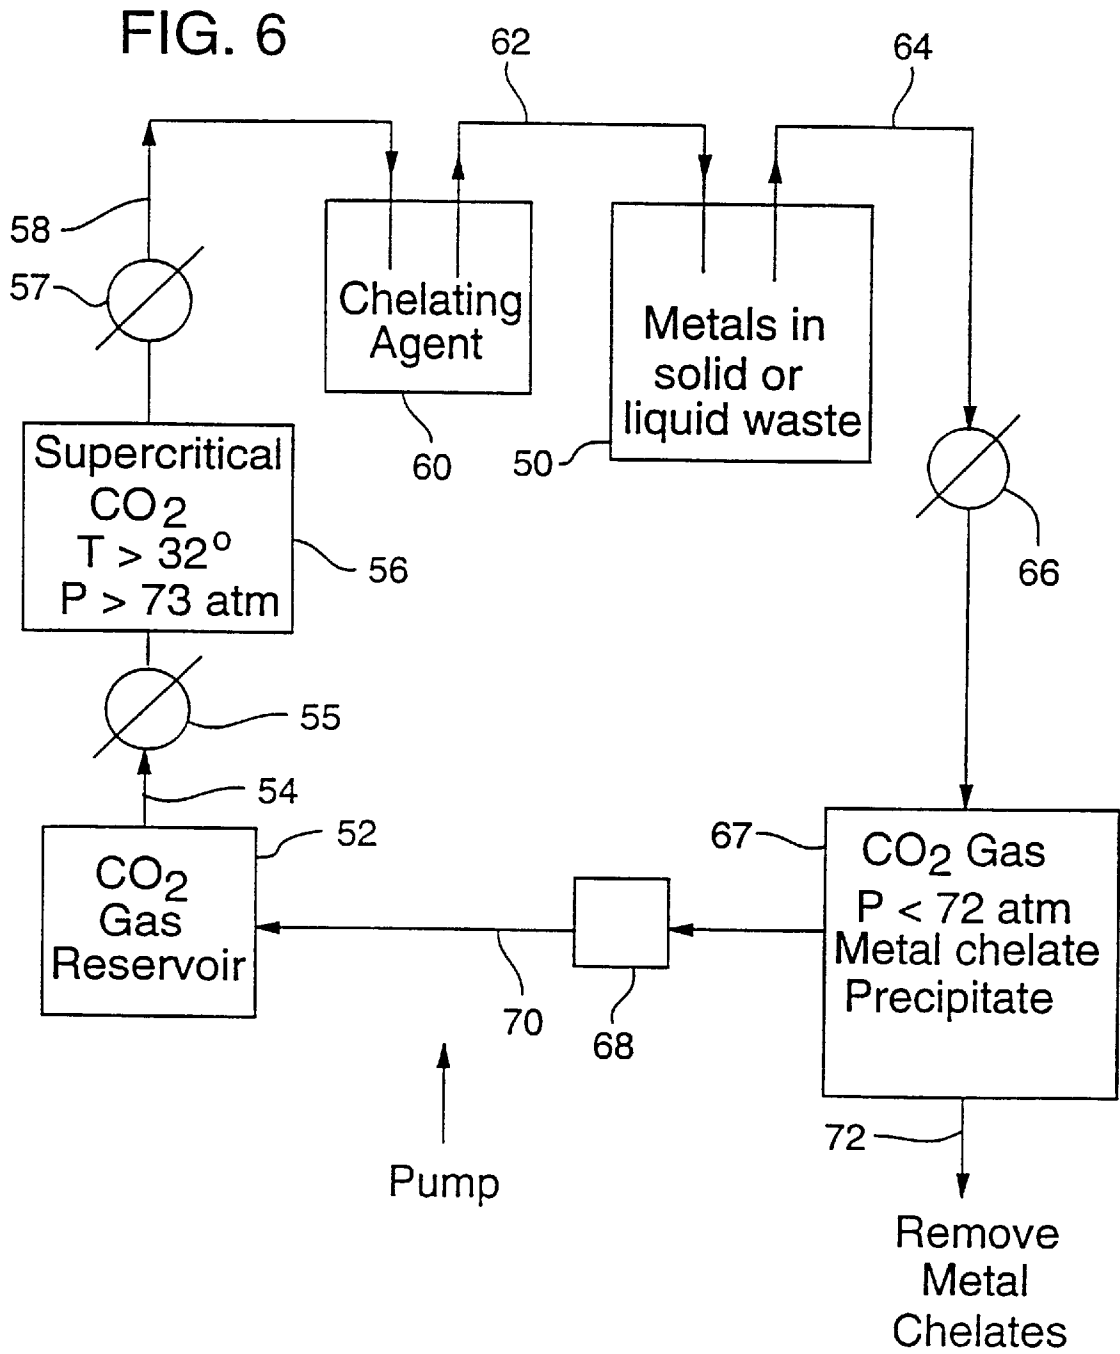 FIG. 6
62
64
58
57
Chelating
Agent
60
Metals in
solid or
liquid waste
50
Supercritical
CO2
T > 32°
P > 73 atm
56
66
55
54
52
CO2
Gas
Reservoir
67
CO2 Gas
P < 72 atm
Metal chelate
Precipitate
70
68
72
Pump
Remove
Metal
Chelates